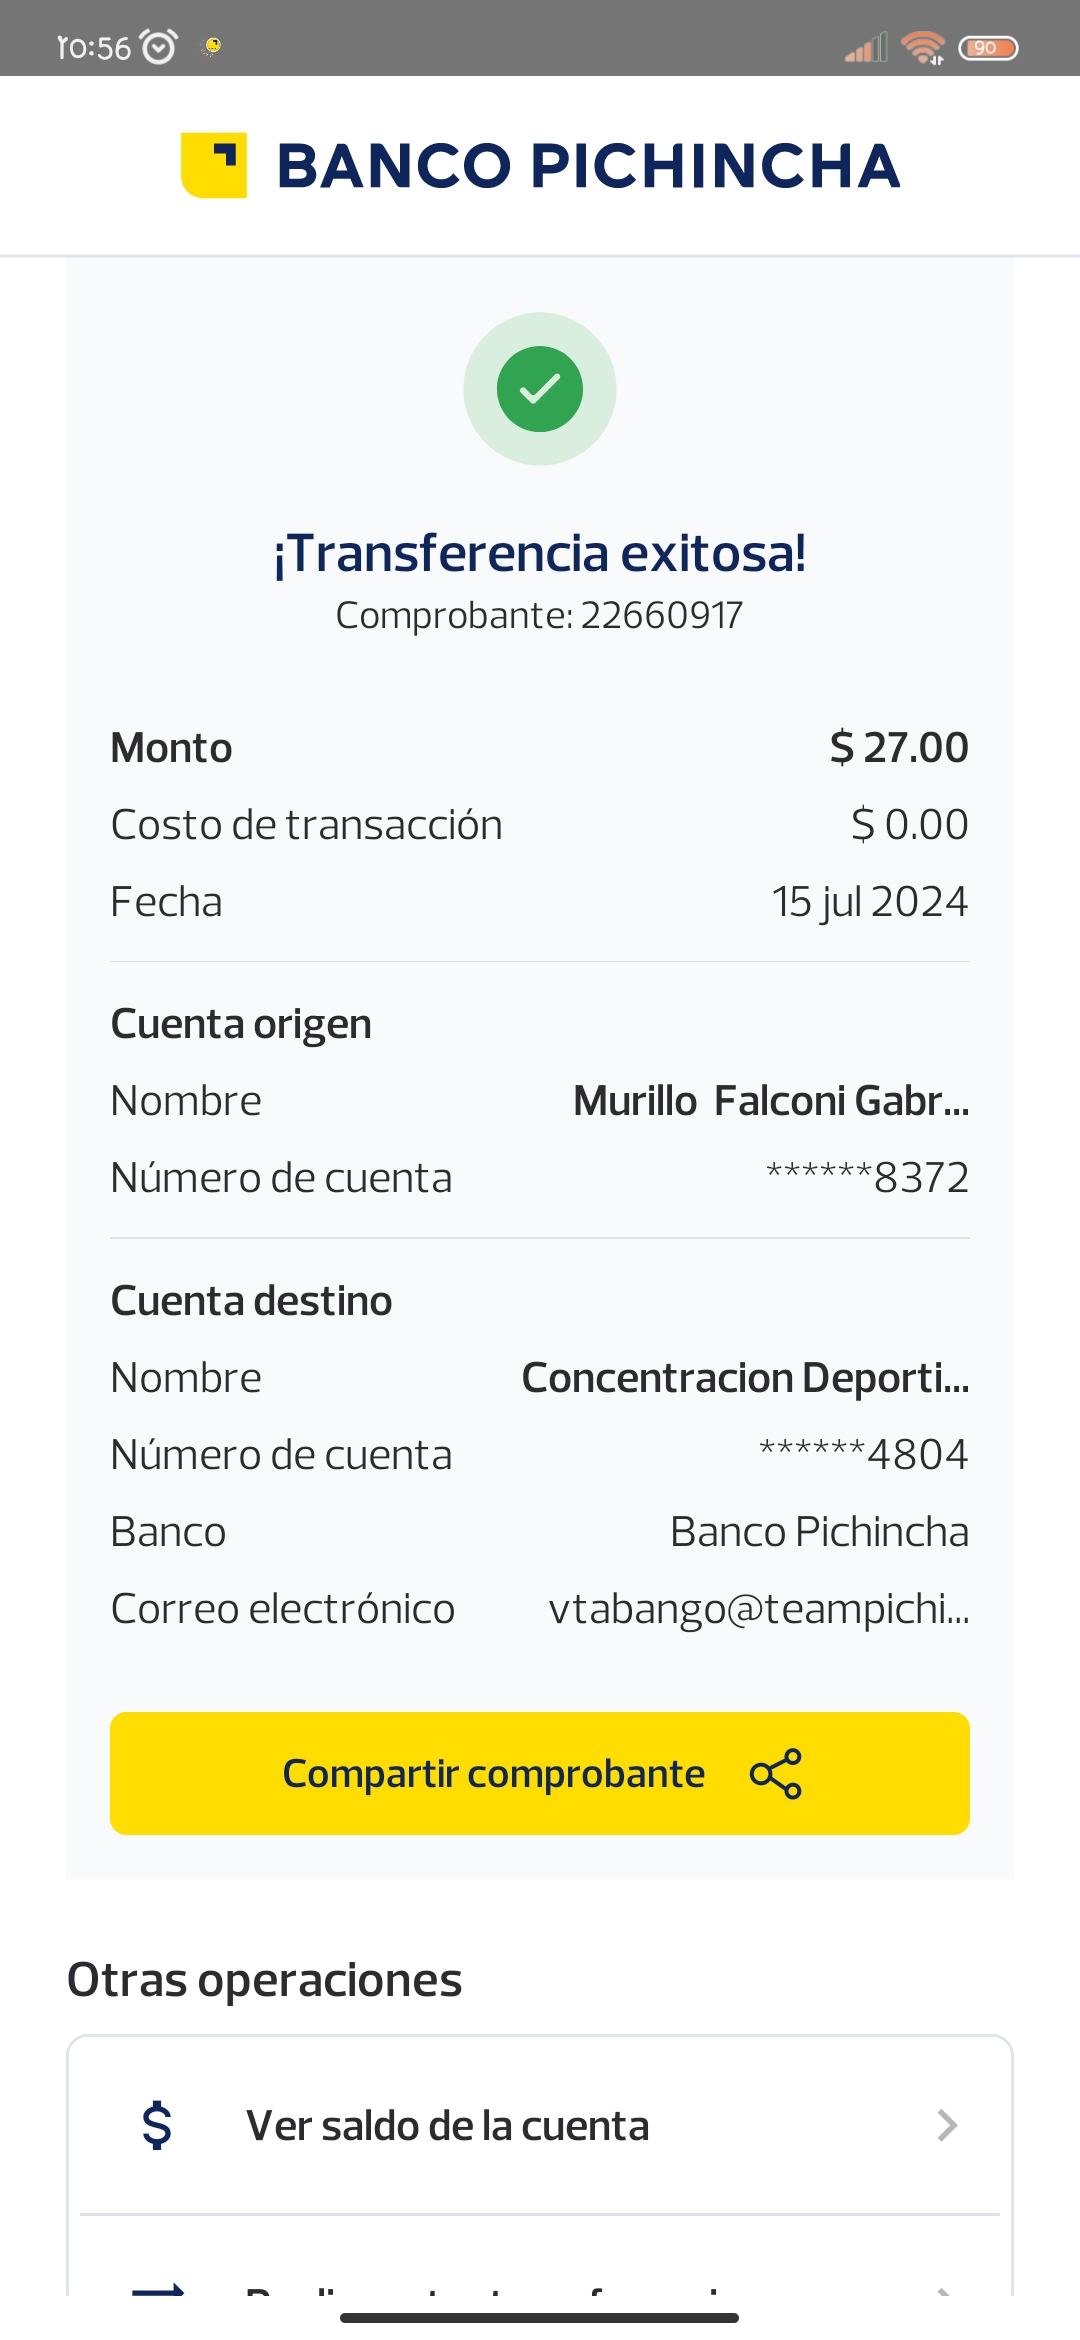 10:56
90
BANCO PICHINCHA
¡Transferencia exitosa!
Comprobante: 22660917
Monto $ 27.00
Costo de transacción $ 0.00
Fecha 15 jul 2024
Cuenta origen
Nombre Murillo Falconi Gabr...
Número de cuenta ******8372
Cuenta destino
Nombre Concentracion Deporti...
Número de cuenta ******4804
Banco Banco Pichincha
Correo electrónico vtabango@teampichi...
Compartir comprobante
Otras operaciones
$ Ver saldo de la cuenta